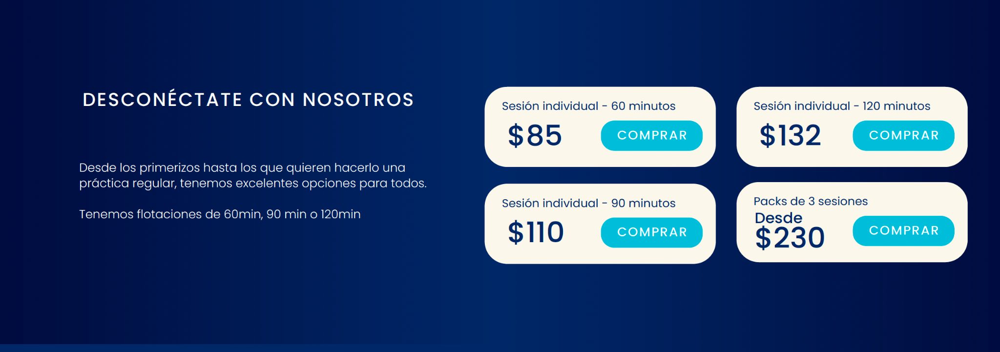 DESCONÉCTATE CON NOSOTROS
Desde los primerizos hasta los que quieren hacerlo una
práctica regular, tenemos excelentes opciones para todos.
Tenemos flotaciones de 60min, 90 min o 120min
Sesión individual - 60 minutos
$85
COMPRAR
Sesión individual - 120 minutos
$132
COMPRAR
Sesión individual - 90 minutos
$110
COMPRAR
Packs de 3 sesiones
Desde
$230
COMPRAR